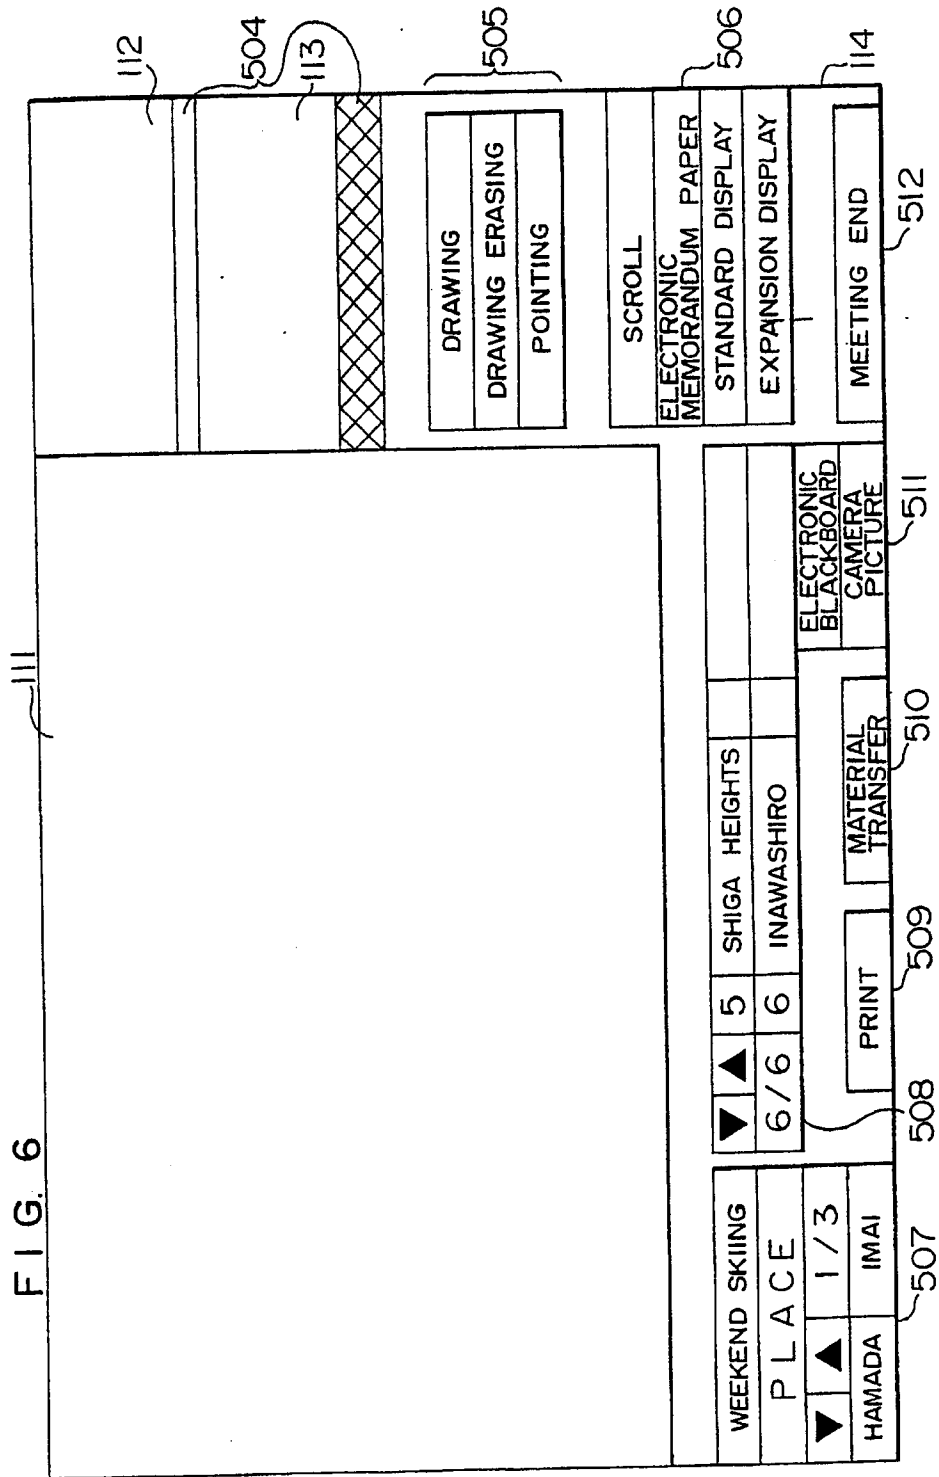 FIG. 6
111
112
504
113
505
DRAWING
DRAWING ERASING
POINTING
506
SCROLL
ELECTRONIC
MEMORANDUM PAPER
STANDARD DISPLAY
EXPANSION DISPLAY
114
MEETING END
512
WEEKEND SKIING
PLACE
▼ ▲ 1/3
HAMADA IMAI
507
▼ ▲ 5 SHIGA HEIGHTS
6/6 6 INAWASHIRO
508
PRINT
509
MATERIAL
TRANSFER
510
ELECTRONIC
BLACKBOARD
CAMERA
PICTURE
511